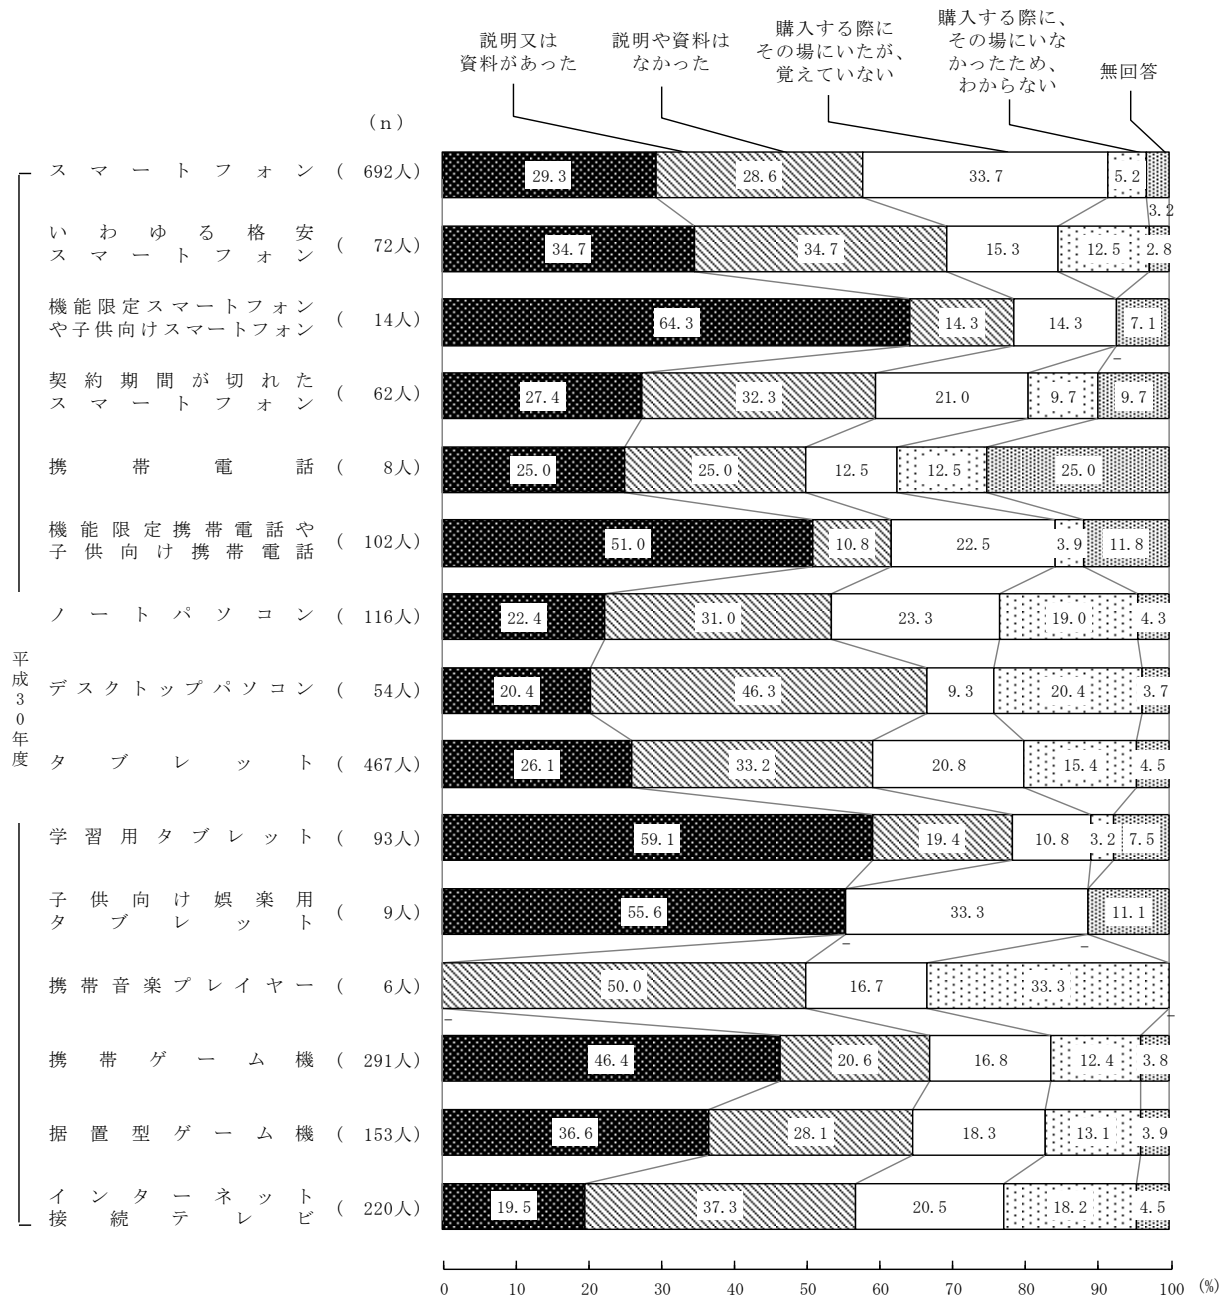 説明又は
資料があった
説明や資料は
なかった
購入する際に
その場にいたが、
覚えていない
購入する際に、
その場にいな
かったため、
わからない
無回答
(n)
スマートフォン ( 692人) 29.3 28.6 33.7 5.2 3.2
いわゆる格安
スマートフォン ( 72人) 34.7 34.7 15.3 12.5 2.8
機能限定スマートフォン
や子供向けスマートフォン ( 14人) 64.3 14.3 14.3 - 7.1
契約期間が切れた
スマートフォン ( 62人) 27.4 32.3 21.0 9.7 9.7
携帯電話 ( 8人) 25.0 25.0 12.5 12.5 25.0
機能限定携帯電話や
子供向け携帯電話 ( 102人) 51.0 10.8 22.5 3.9 11.8
ノートパソコン ( 116人) 22.4 31.0 23.3 19.0 4.3
平成30年度
デスクトップパソコン ( 54人) 20.4 46.3 9.3 20.4 3.7
タブレット ( 467人) 26.1 33.2 20.8 15.4 4.5
学習用タブレット ( 93人) 59.1 19.4 10.8 3.2 7.5
子供向け娯楽用
タブレット ( 9人) 55.6 - 33.3 - 11.1
携帯音楽プレイヤー ( 6人) - 50.0 16.7 33.3 -
携帯ゲーム機 ( 291人) 46.4 20.6 16.8 12.4 3.8
据置型ゲーム機 ( 153人) 36.6 28.1 18.3 13.1 3.9
インターネット
接続テレビ ( 220人) 19.5 37.3 20.5 18.2 4.5
0 10 20 30 40 50 60 70 80 90 100 (%)